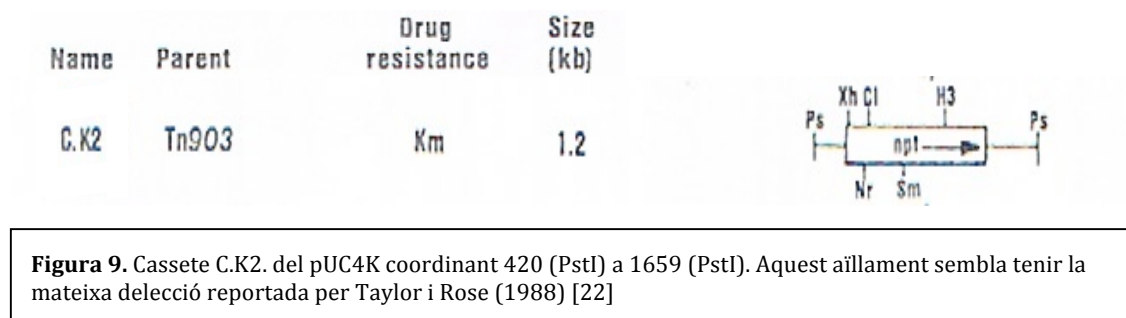 Name Parent Drug resistance Size (kb)
C.K2 Tn903 Km 1.2
Xh Cl H3
Ps Ps
npt
Nr Sm
Figura 9. Cassete C.K2. del pUC4K coordinant 420 (PstI) a 1659 (PstI). Aquest aïllament sembla tenir la
mateixa delecció reportada per Taylor i Rose (1988) [22]